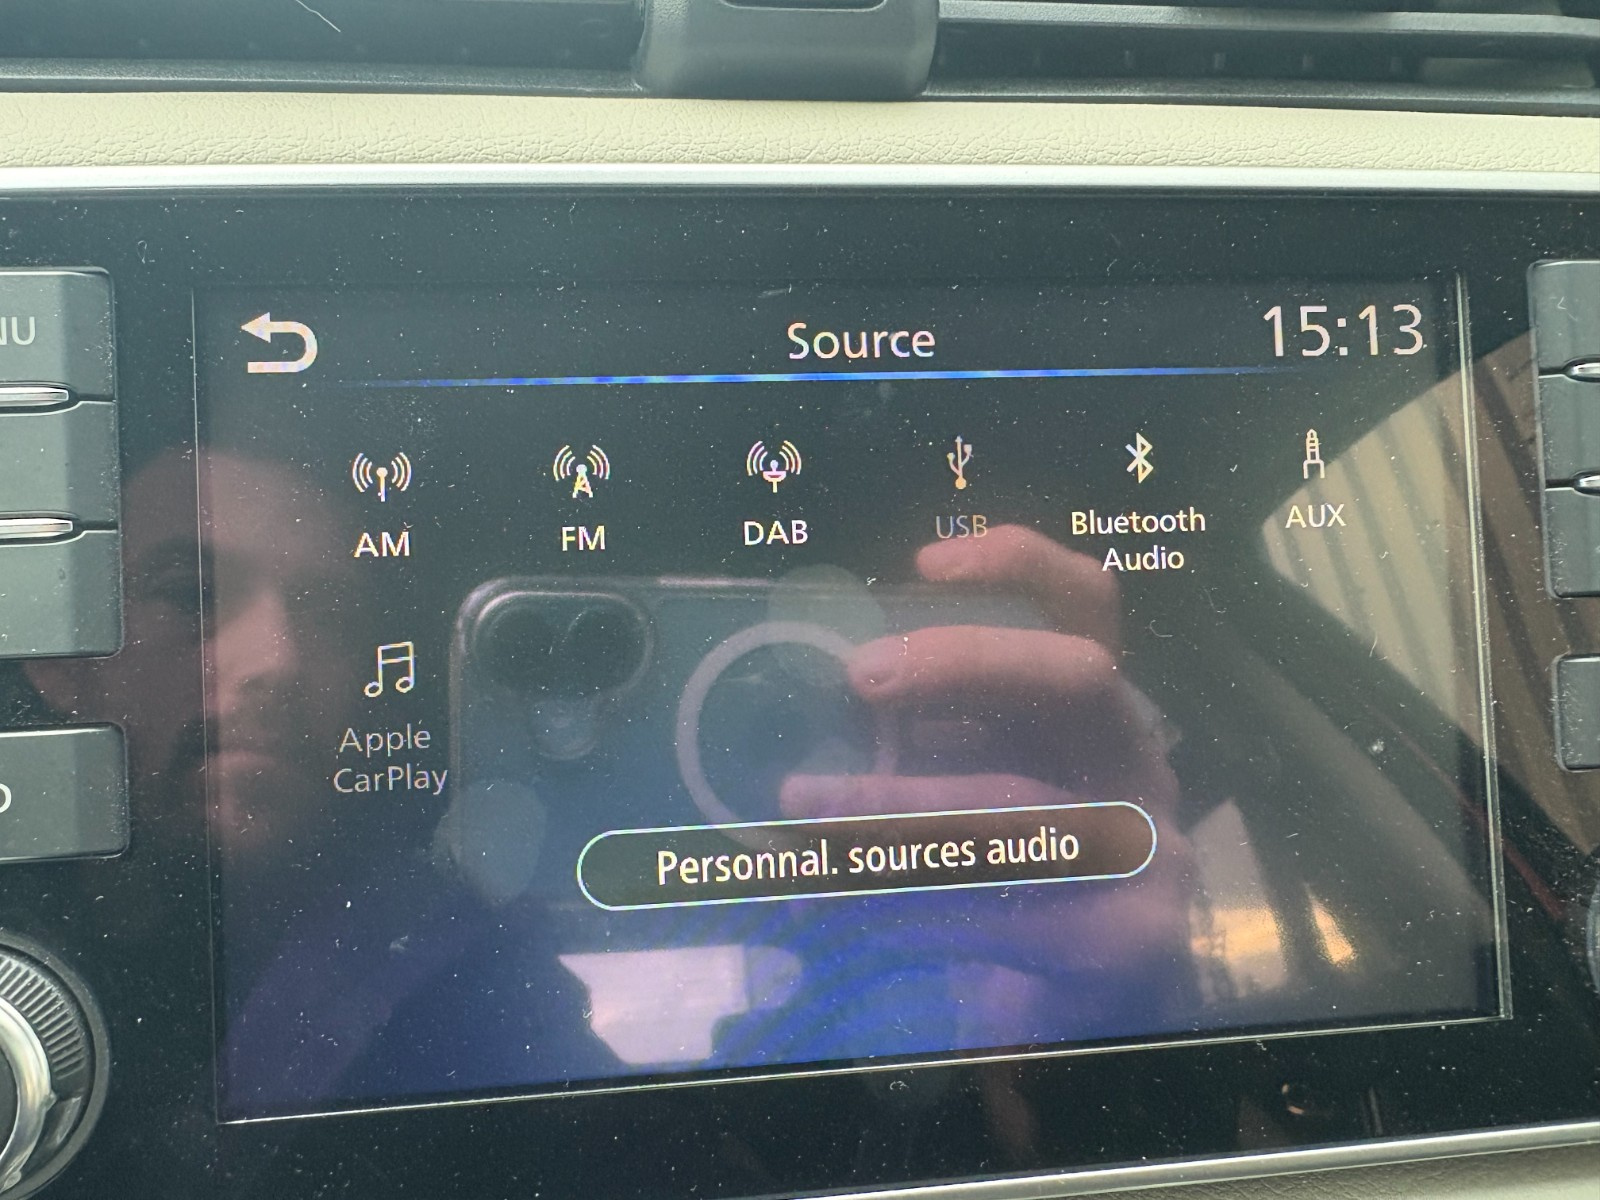 Source
15:13
AM
FM
DAB
USB
Bluetooth
Audio
AUX
Apple
CarPlay
Personnal. sources audio